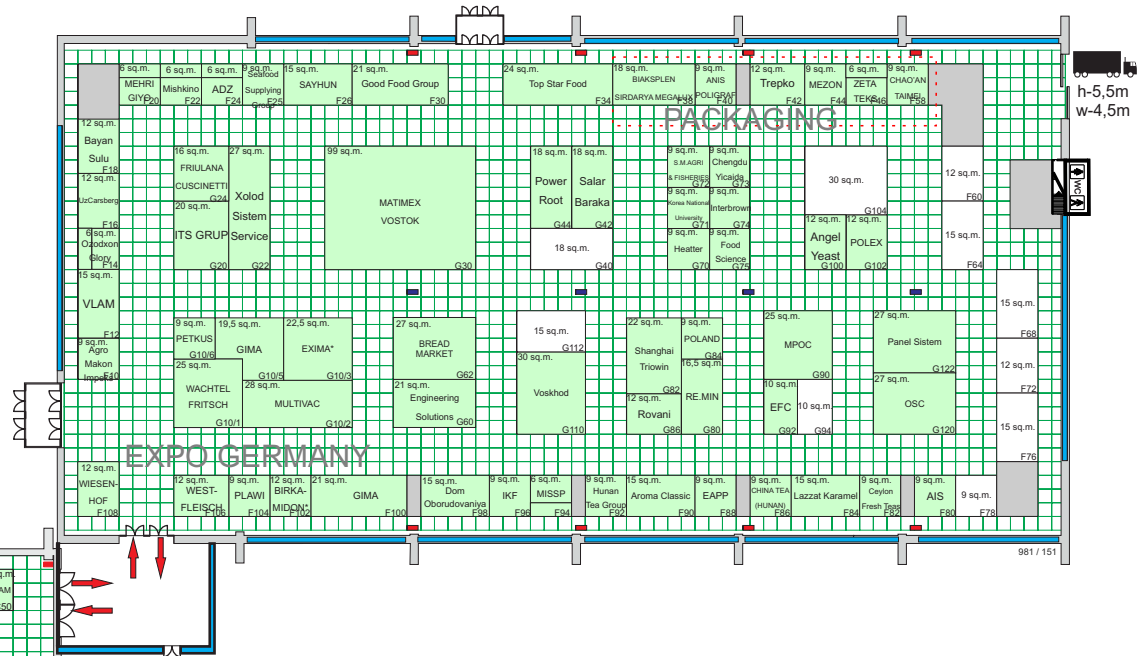 6 sq.m.
MEHRI
GIYO
F20
6 sq.m.
Mishkino
F22
6 sq.m.
ADZ
F24
9 sq.m.
Seafood
Supplying
Group
F25
15 sq.m.
SAYHUN
F26
21 sq.m.
Good Food Group
F30
24 sq.m.
Top Star Food
F34
18 sq.m.
BIAKSPLEN
SIRDARYA MEGALUX
F38
9 sq.m.
ANIS
POLIGRAF
F40
12 sq.m.
Trepko
F42
9 sq.m.
MEZON
F44
6 sq.m.
ZETA
TEKS
F46
9 sq.m.
CHAO'AN
TAIMEI
F58
h-5,5m
w-4,5m
PACKAGING
12 sq.m.
Bayan
Sulu
F18
12 sq.m.
UzCarsberg
F16
6 sq.m.
Ozodxon
Glory
F14
15 sq.m.
VLAM
F12
9 sq.m.
Agro
Makon
Impeks
F10
16 sq.m.
FRIULANA
CUSCINETTI
G24
20 sq.m.
ITS GRUP
G20
27 sq.m.
Xolod
Sistem
Service
G22
99 sq.m.
MATIMEX
VOSTOK
G30
18 sq.m.
Power
Root
G44
18 sq.m.
Salar
Baraka
G42
18 sq.m.
G40
9 sq.m.
S.M.AGRI
& FISHERIES
G72
9 sq.m.
Chengdu
Yicaida
G73
9 sq.m.
Korea National
University
G71
9 sq.m.
Interbrown
G74
9 sq.m.
Heatter
G70
9 sq.m.
Food
Science
G75
30 sq.m.
G104
12 sq.m.
Angel
Yeast
G100
12 sq.m.
POLEX
G102
12 sq.m.
F60
15 sq.m.
F64
WC
15 sq.m.
F68
12 sq.m.
F72
15 sq.m.
F76
9 sq.m.
PETKUS
G10/6
19,5 sq.m.
GIMA
G10/5
22,5 sq.m.
EXIMA*
G10/3
25 sq.m.
WACHTEL
FRITSCH
G10/1
28 sq.m.
MULTIVAC
G10/2
27 sq.m.
BREAD
MARKET
G62
21 sq.m.
Engineering
Solutions
G60
15 sq.m.
G112
30 sq.m.
Voskhod
G110
22 sq.m.
Shanghai
Triowin
G82
9 sq.m.
POLAND
G84
12 sq.m.
Rovani
G86
16,5 sq.m.
RE.MIN
G80
25 sq.m.
MPOC
G90
10 sq.m.
EFC
G92
10 sq.m.
G94
27 sq.m.
Panel Sistem
G122
27 sq.m.
OSC
G120
EXPO GERMANY
12 sq.m.
WIESEN-
HOF
F108
12 sq.m.
WEST-
FLEISCH
F106
9 sq.m.
PLAWI
F104
12 sq.m.
BIRKA-
MIDON*
F102
21 sq.m.
GIMA
F100
15 sq.m.
Dom
Oborudovaniya
F98
9 sq.m.
IKF
F96
6 sq.m.
MISSP
F94
9 sq.m.
Hunan
Tea Group
F92
15 sq.m.
Aroma Classic
F90
9 sq.m.
EAPP
F88
9 sq.m.
CHINA TEA
(HUNAN)
F86
15 sq.m.
Lazzat Karamel
F84
9 sq.m.
Ceylon
Fresh Teas
F82
9 sq.m.
AIS
F80
9 sq.m.
F78
981 / 151